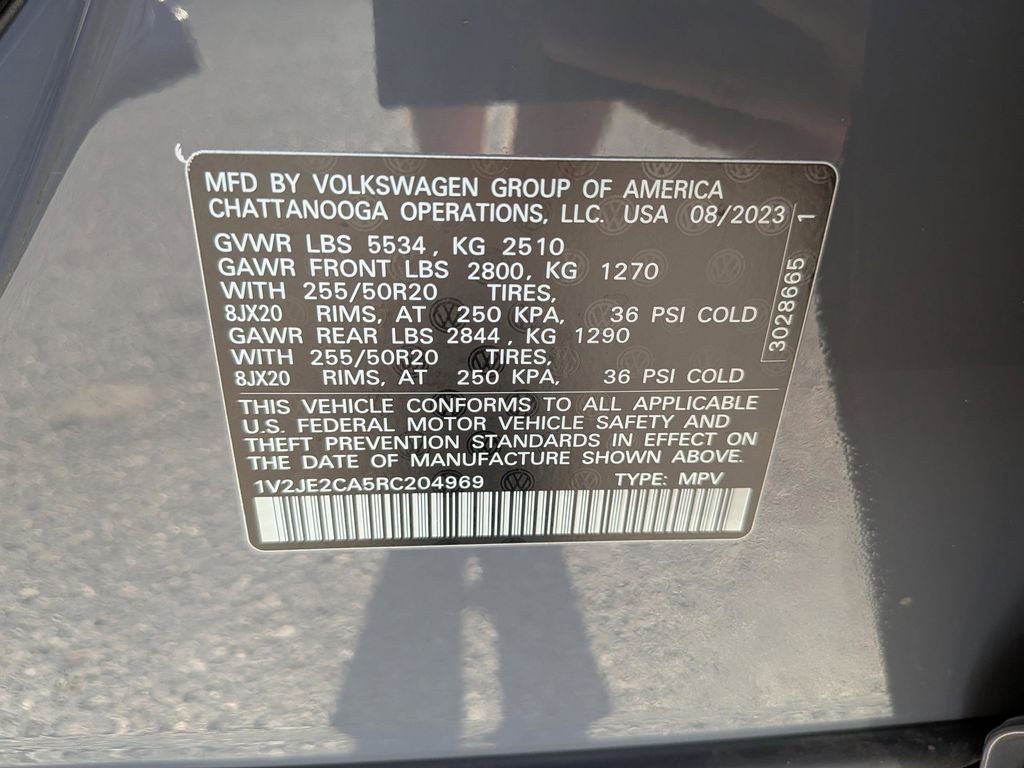 MFD BY VOLKSWAGEN GROUP OF AMERICA
CHATTANOOGA OPERATIONS, LLC. USA 08/2023
GVWR LBS 5534, KG 2510
GAWR FRONT LBS 2800, KG 1270
WITH 255/50R20 TIRES,
8JX20 RIMS, AT 250 KPA, 36 PSI COLD
GAWR REAR LBS 2844, KG 1290
WITH 255/50R20 TIRES,
8JX20 RIMS, AT 250 KPA, 36 PSI COLD
THIS VEHICLE CONFORMS TO ALL APPLICABLE
U.S. FEDERAL MOTOR VEHICLE SAFETY AND
THEFT PREVENTION STANDARDS IN EFFECT ON
THE DATE OF MANUFACTURE SHOWN ABOVE.
1V2JE2CA5RC204969 TYPE: MPV
3028665 1